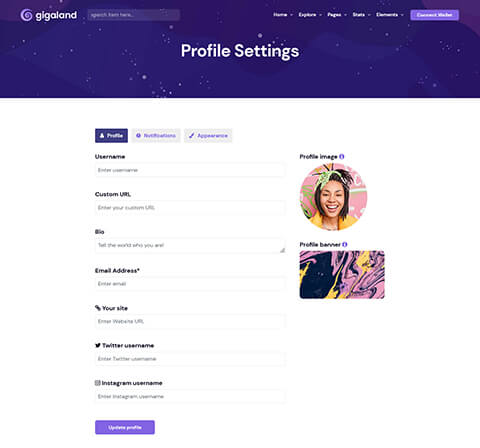 gigaland
search item here...
Home
Explore
Pages
Stats
Elements
Connect Wallet
Profile Settings
Profile
Notifications
Appearance
Username
Enter username
Custom URL
Enter your custom URL
Bio
Tell the world who you are!
Email Address*
Enter email
Your site
Enter Website URL
Twitter username
Enter Twitter username
Instagram username
Enter Instagram username
Update profile
Profile image
Profile banner